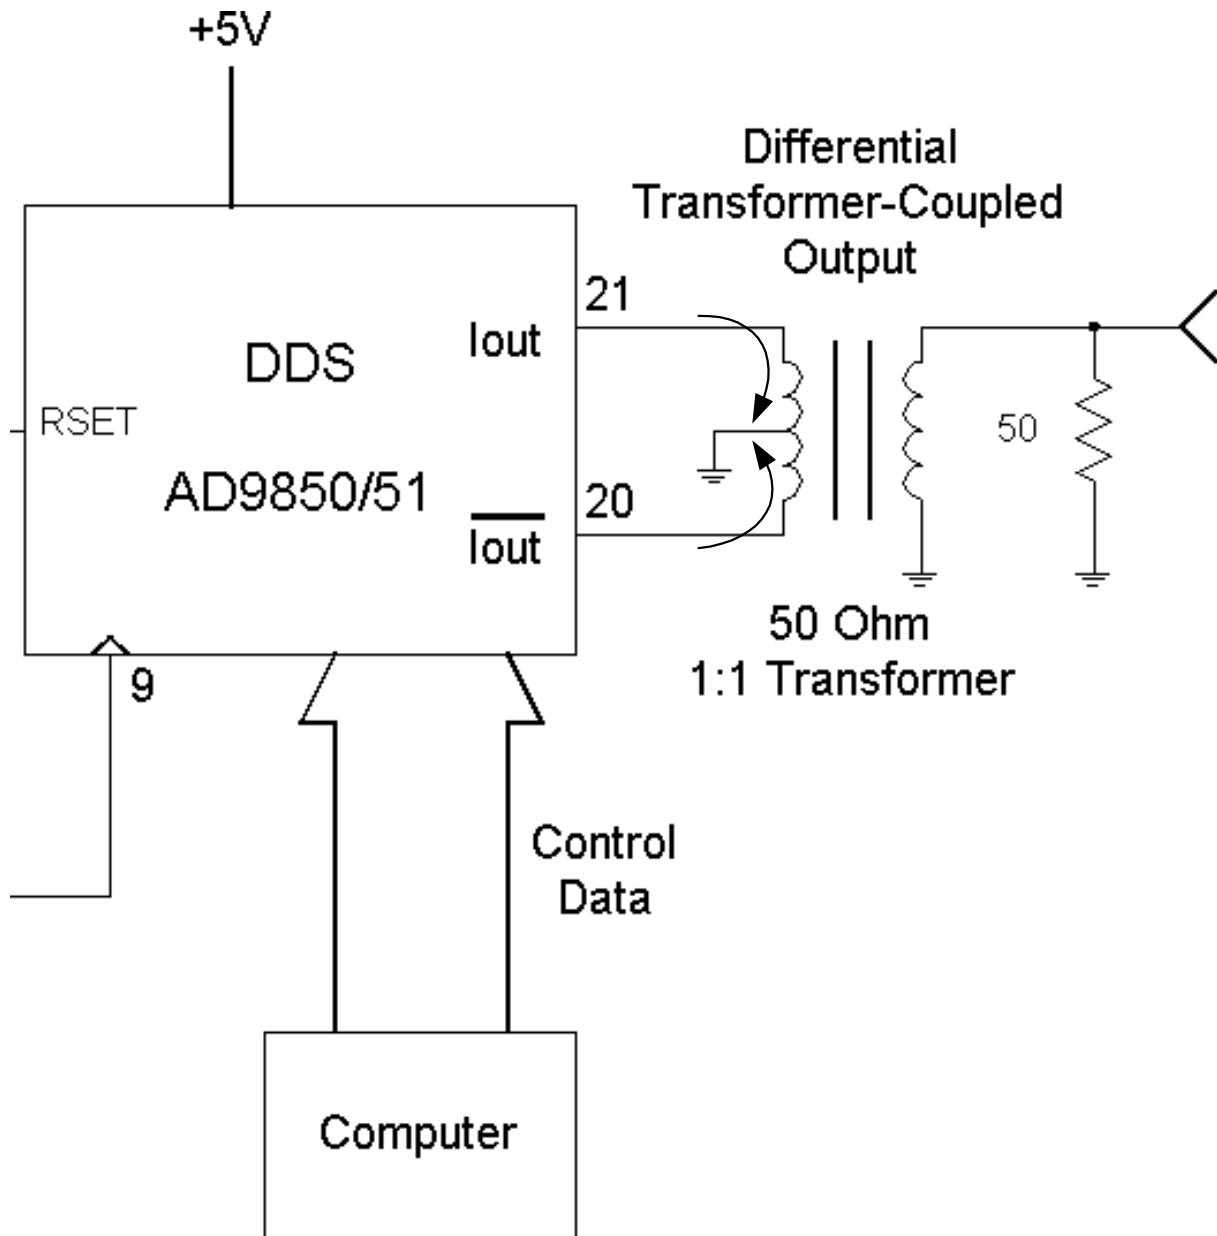 +5V
Differential
Transformer-Coupled
Output
21
Iout
DDS
RSET
50
AD9850/51
20
Iout
9
50 Ohm
1:1 Transformer
Control
Data
Computer